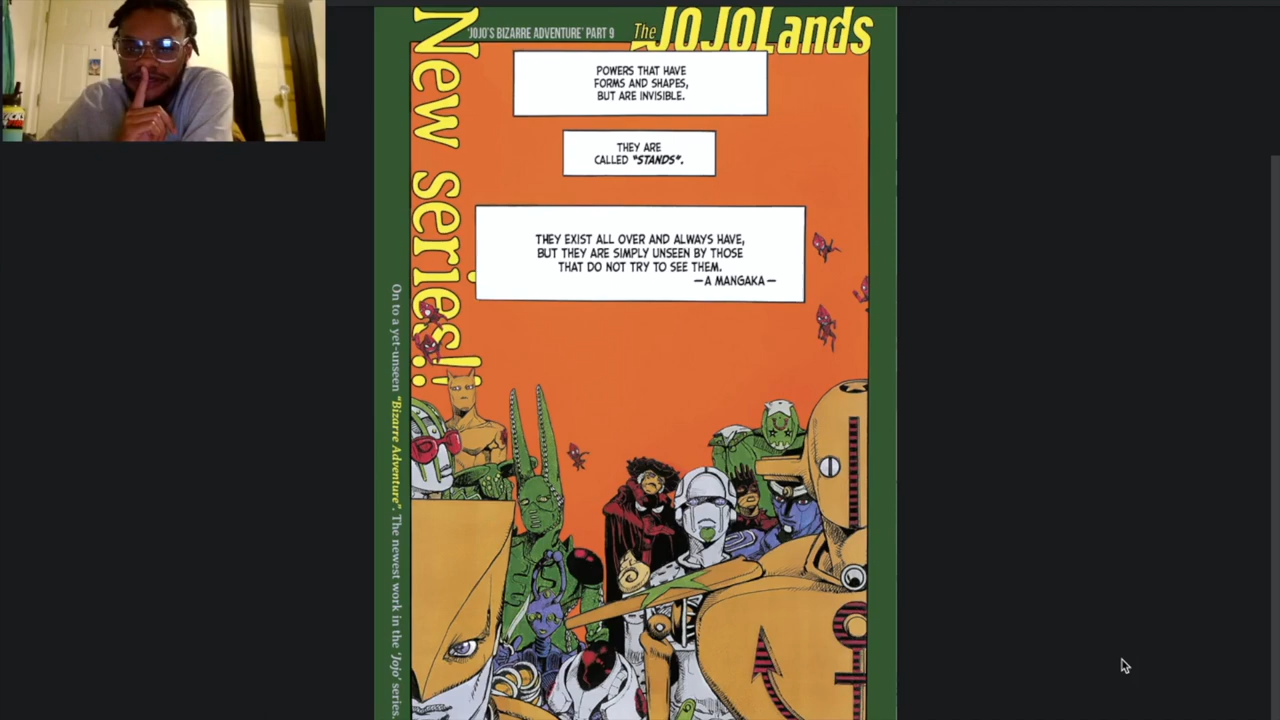 'JOJO'S BIZARRE ADVENTURE' PART 9
The JOJOLands
New series!!
POWERS THAT HAVE
FORMS AND SHAPES,
BUT ARE INVISIBLE.
THEY ARE
CALLED "STANDS".
THEY EXIST ALL OVER AND ALWAYS HAVE,
BUT THEY ARE SIMPLY UNSEEN BY THOSE
THAT DO NOT TRY TO SEE THEM.
—A MANGAKA—
On to a yet-unseen "Bizarre Adventure". The newest work in the 'Jojo' series.